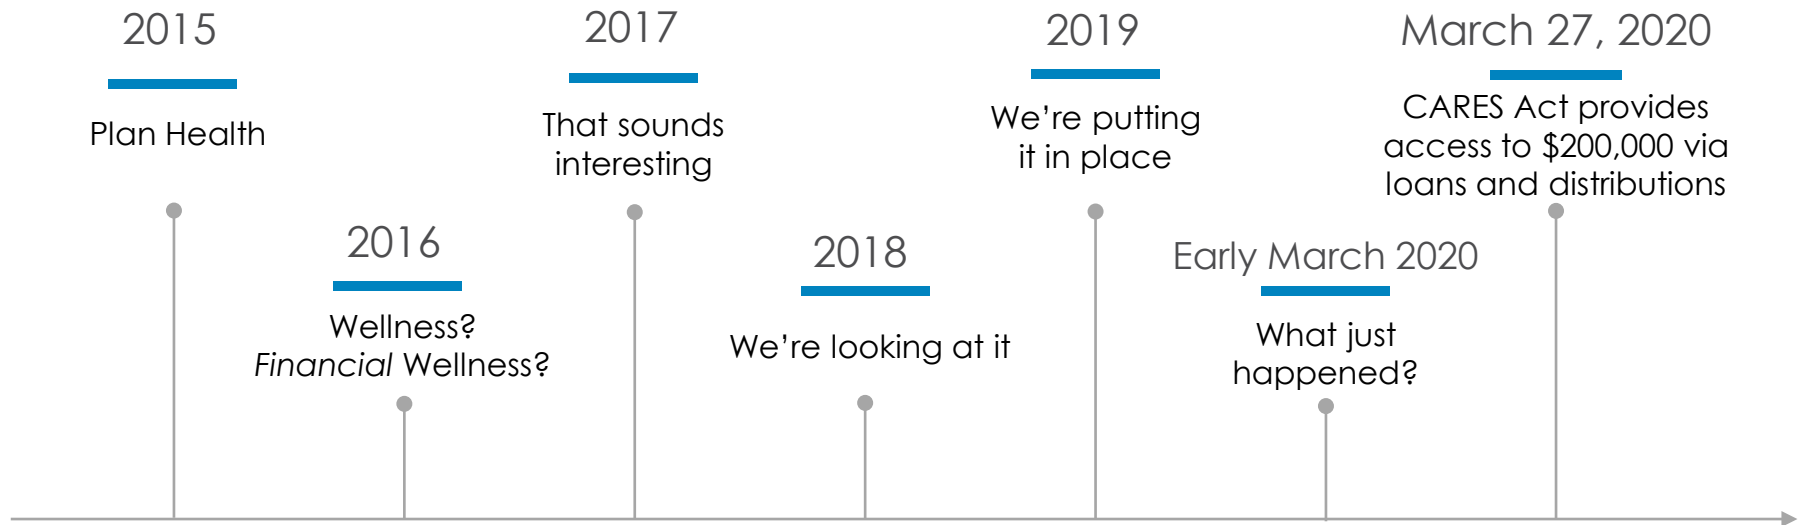 2015
Plan Health
2016
Wellness?
Financial Wellness?
2017
That sounds
interesting
2018
We’re looking at it
2019
We’re putting
it in place
Early March 2020
What just
happened?
March 27, 2020
CARES Act provides
access to $200,000 via
loans and distributions